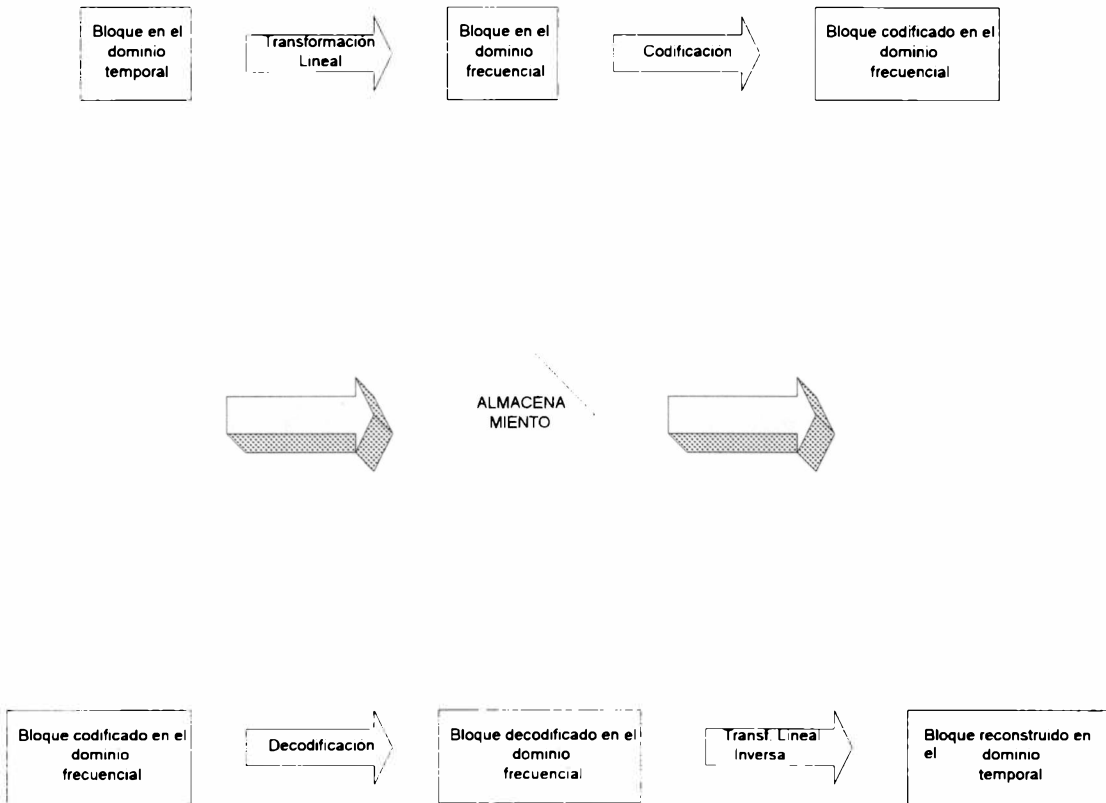 Bloque en el
dominio
temporal
Transformación
Lineal
Bloque en el
dominio
frecuencial
Codificación
Bloque codificado en el
dominio
frecuencial
ALMACENA
MIENTO
Bloque codificado en el
dominio
frecuencial
Decodificación
Bloque decodificado en el
dominio
frecuencial
Transf. Lineal
Inversa
Bloque reconstruido en
el dominio
temporal